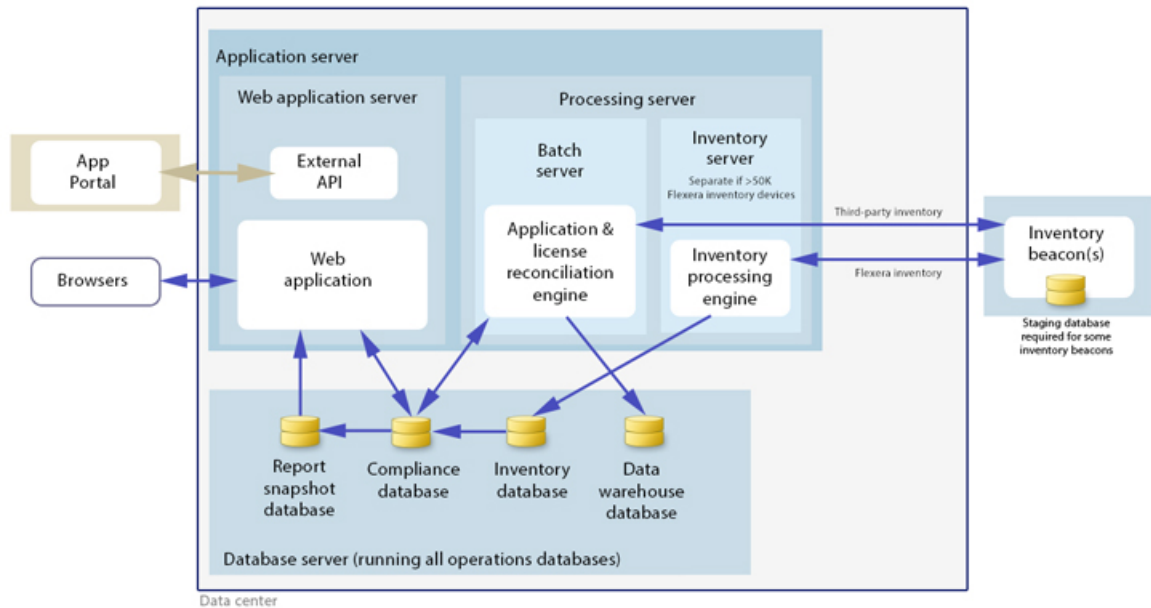 Application server
Web application server
Processing server
App
Portal
External
API
Batch
server
Inventory
server
Separate if >50K
Flexera inventory devices
Browsers
Web
application
Application &
license
reconciliation
engine
Inventory
processing
engine
Third-party inventory
Flexera inventory
Inventory
beacon(s)
Staging database
required for some
inventory beacons
Report
snapshot
database
Compliance
database
Inventory
database
Data
warehouse
database
Database server (running all operations databases)
Data center